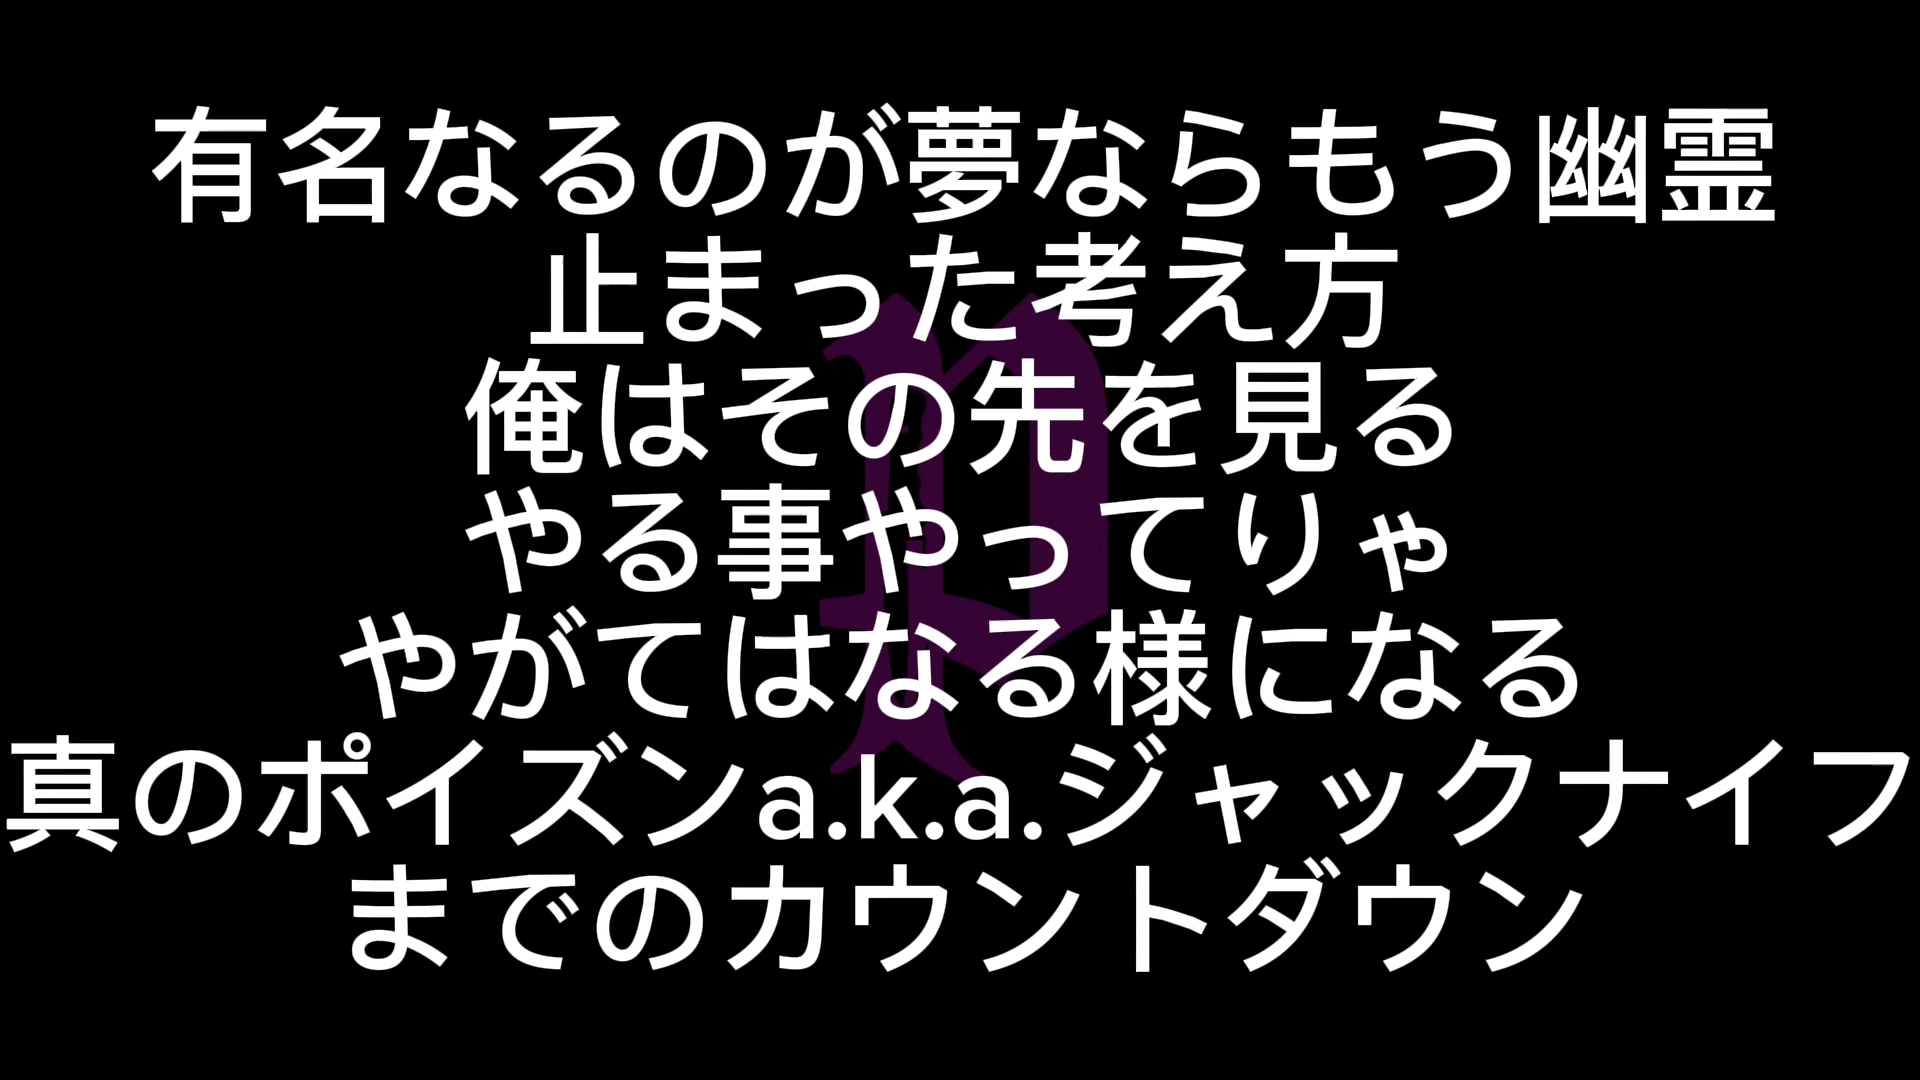 有名なるのが夢ならもう幽霊
止まった考え方
俺はその先を見る
やる事やってりゃ
やがてはなる様になる
真のポイズンa.k.a.ジャックナイフ
までのカウントダウン